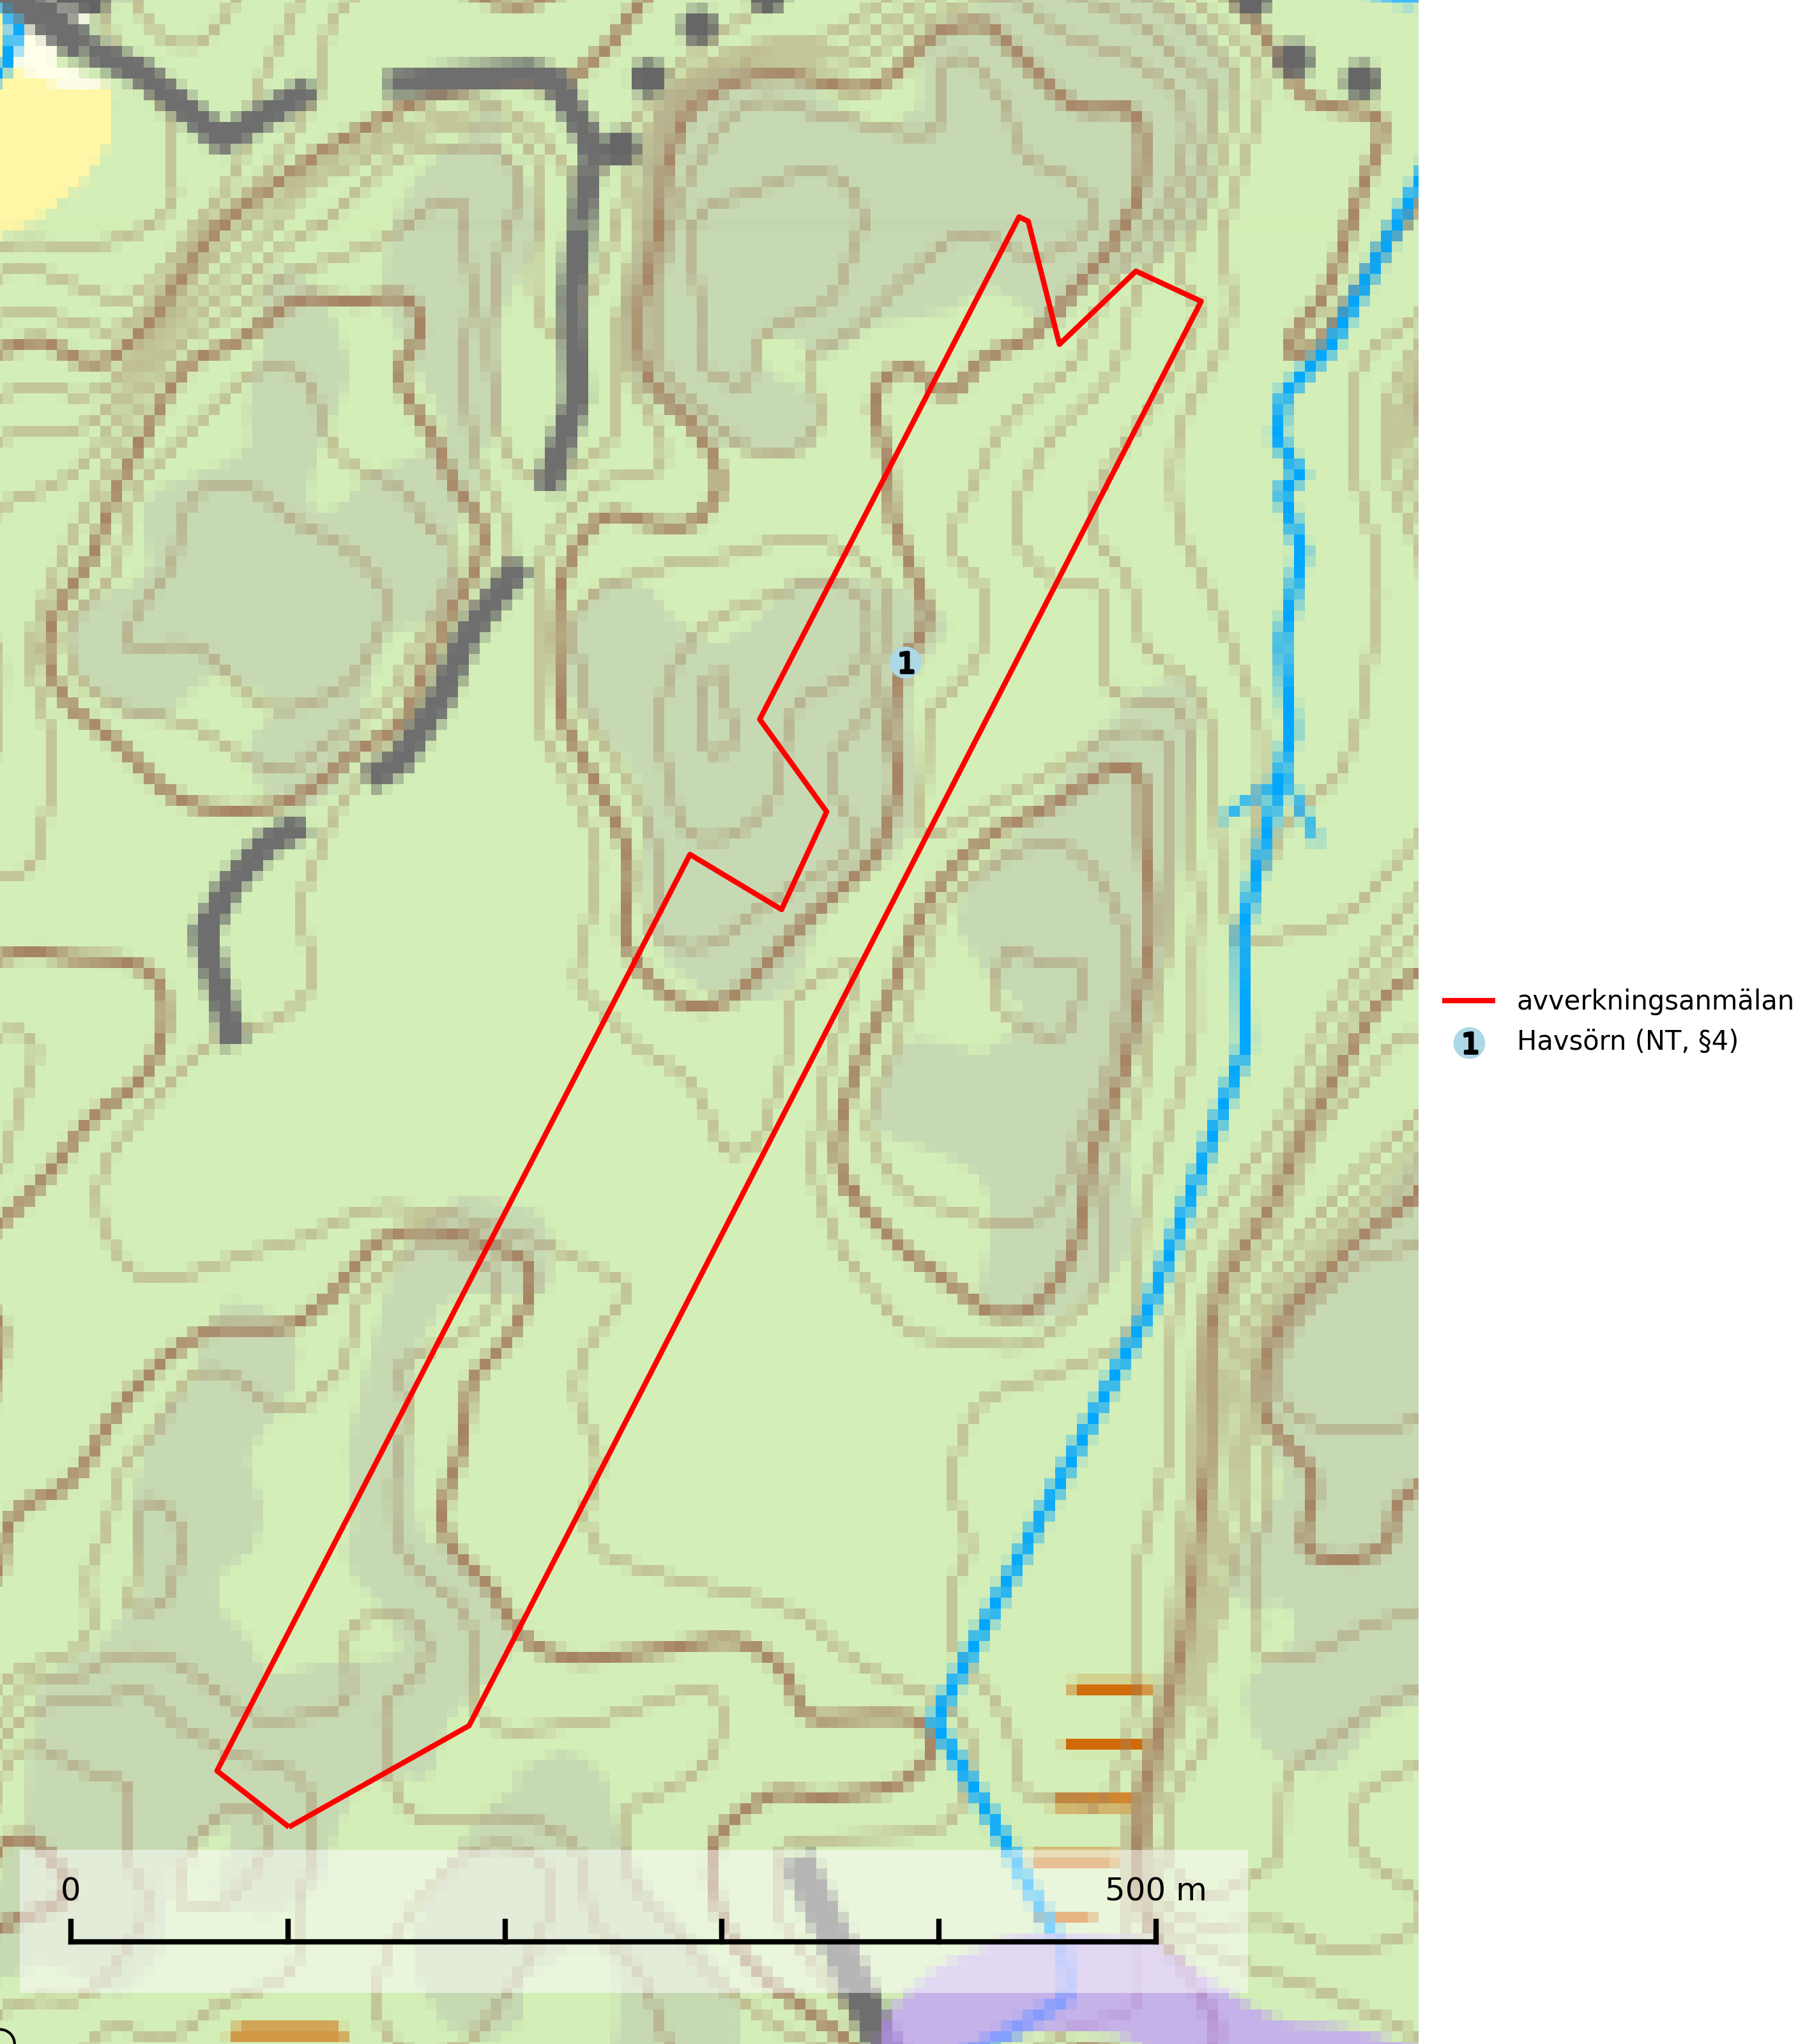 1
avverkningsanmälan
1 Havsörn (NT, §4)
0 500 m